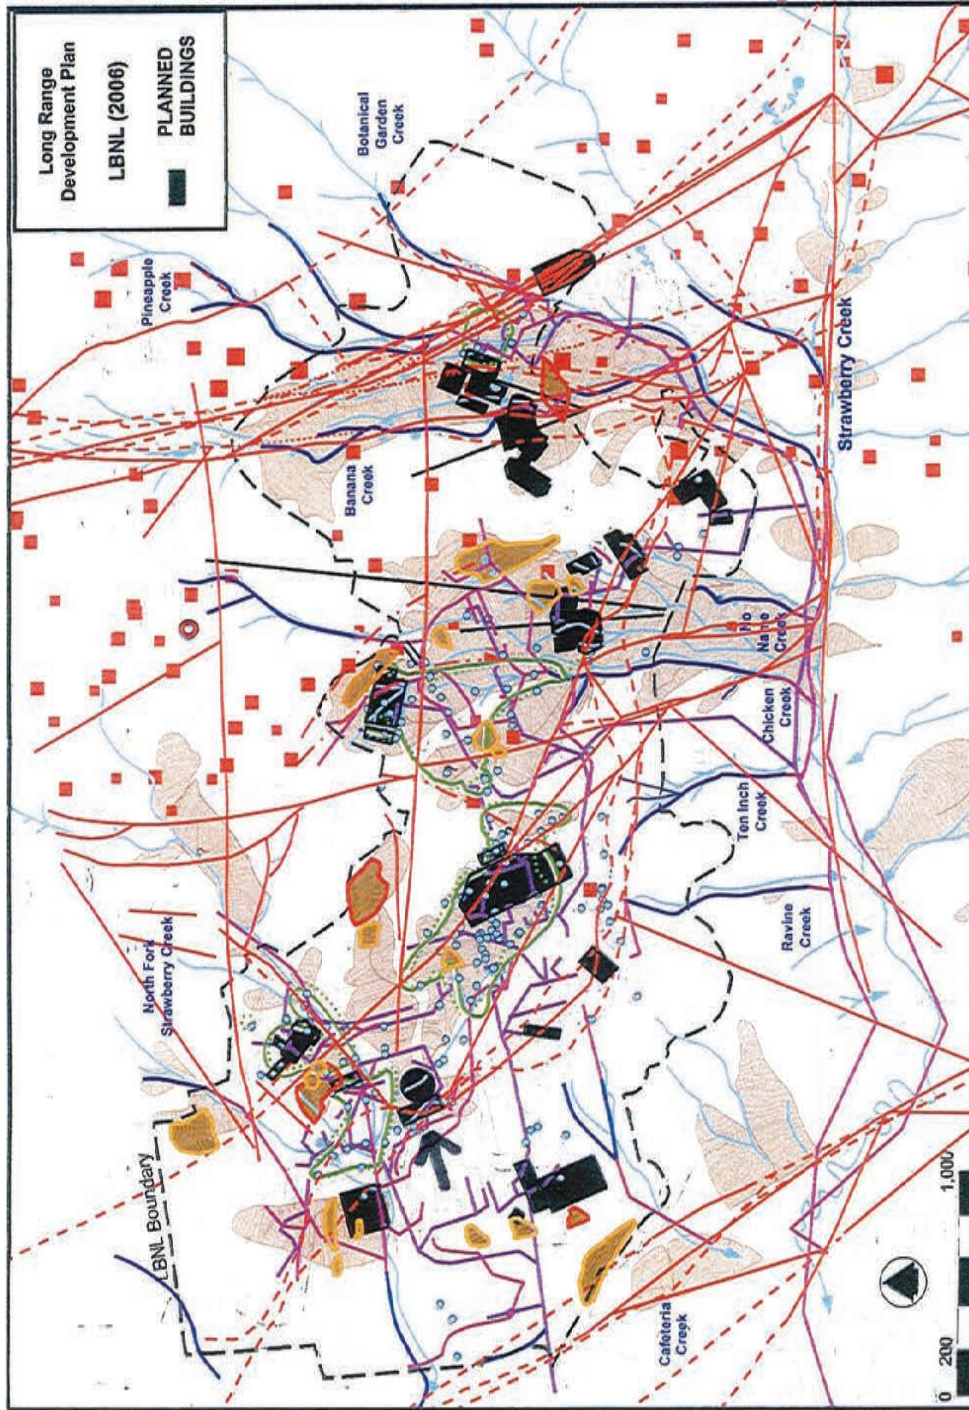 Long Range
Development Plan
LBNL (2006)
PLANNED
BUILDINGS
Botanical
Garden
Creek
Pineapple
Creek
Banana
Creek
Strawberry Creek
No
Name
Creek
Chicken
Creek
Ten Inch
Creek
Ravine
Creek
North Fork
Strawberry Creek
LBNL Boundary
Cafeteria
Creek
0
200
1,000